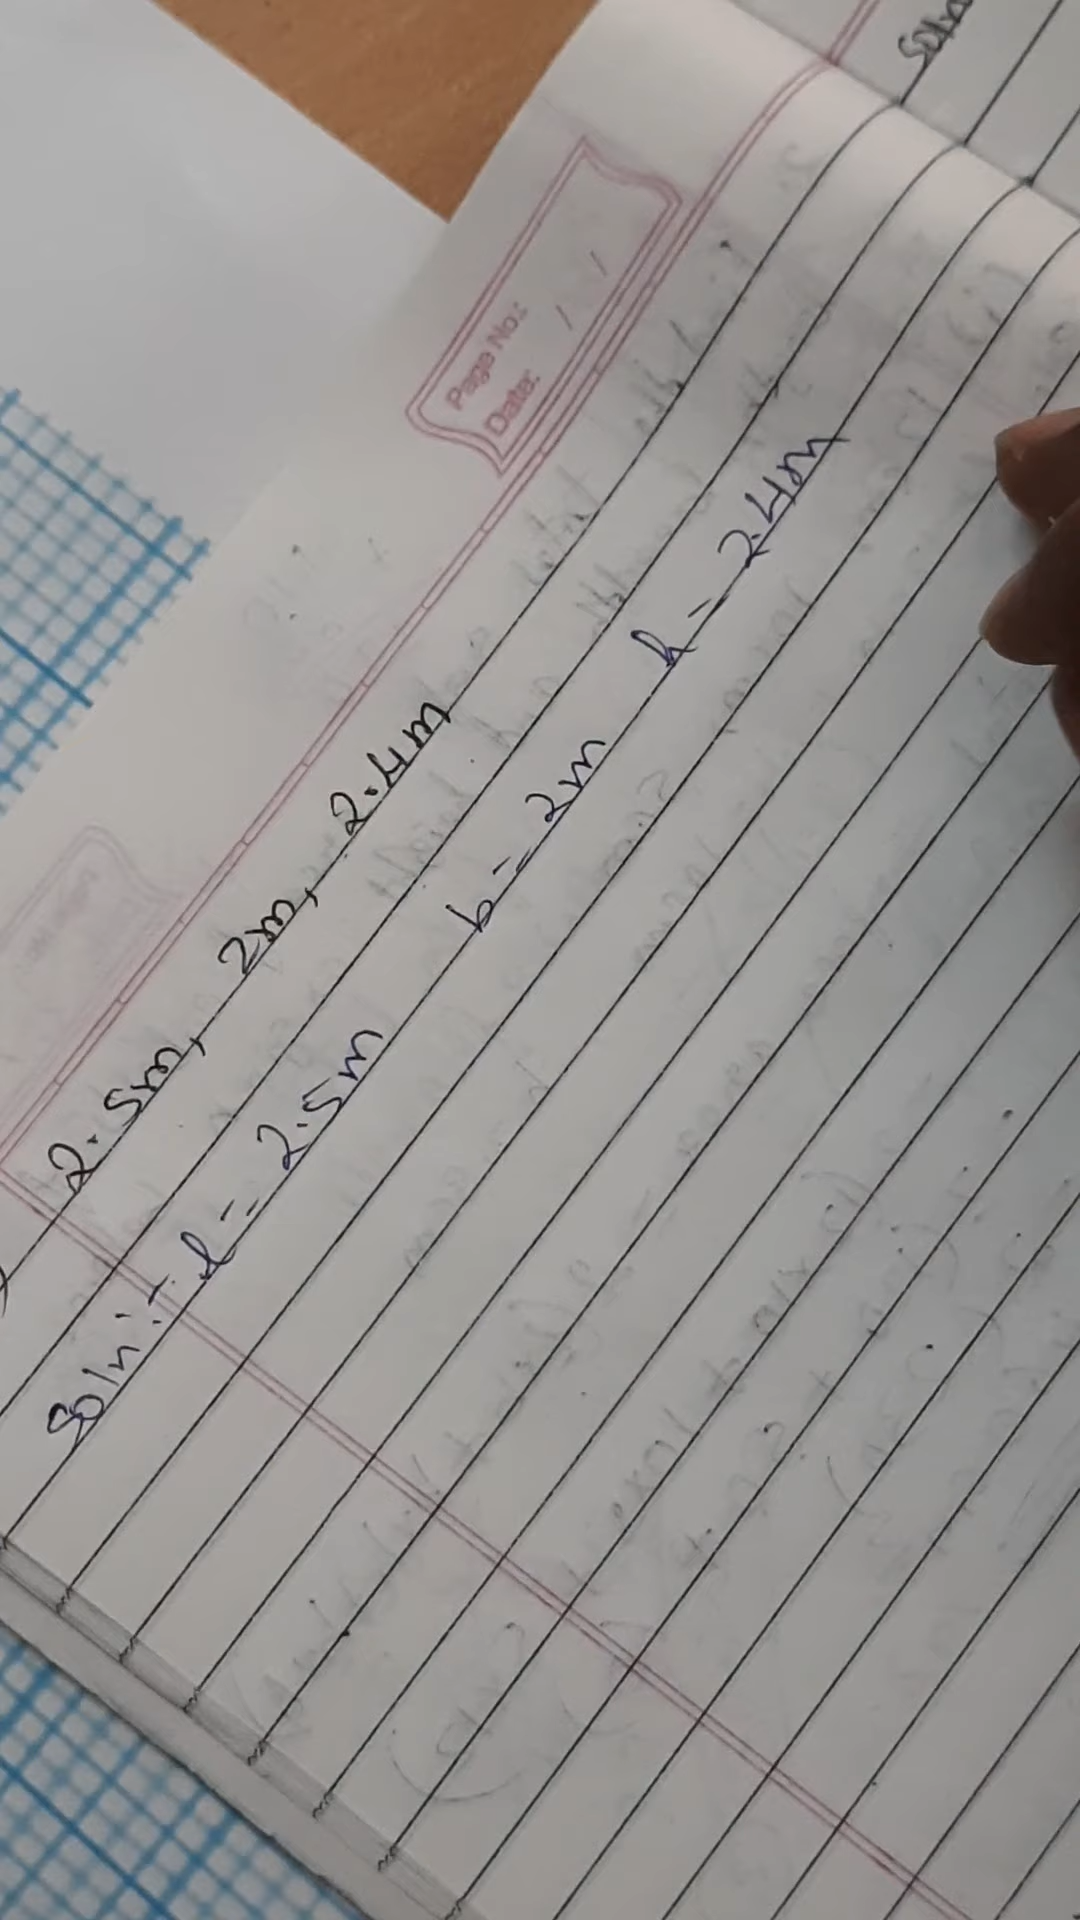 Page No:
Date: / /
2.5m, 2m, 2.4m
Soln:- l = 2.5m b = 2m h = 2.4m